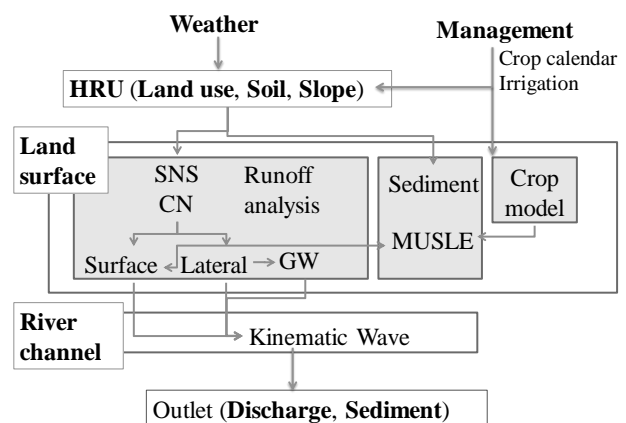 Weather
Management
Crop calendar
Irrigation
HRU (Land use, Soil, Slope)
Land
surface
SNS
CN
Runoff
analysis
Sediment
MUSLE
Crop
model
Surface
Lateral
GW
River
channel
Kinematic Wave
Outlet (Discharge, Sediment)